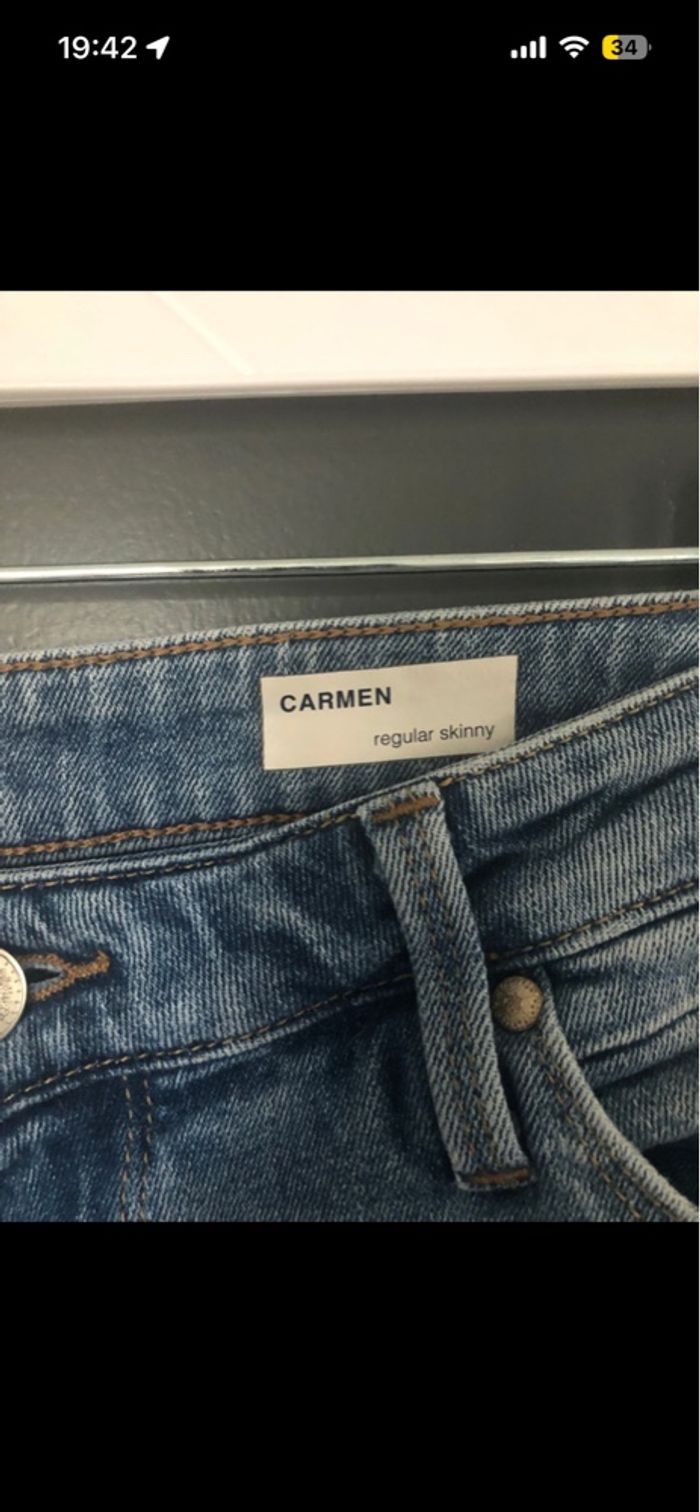 19:42
34
CARMEN
regular skinny